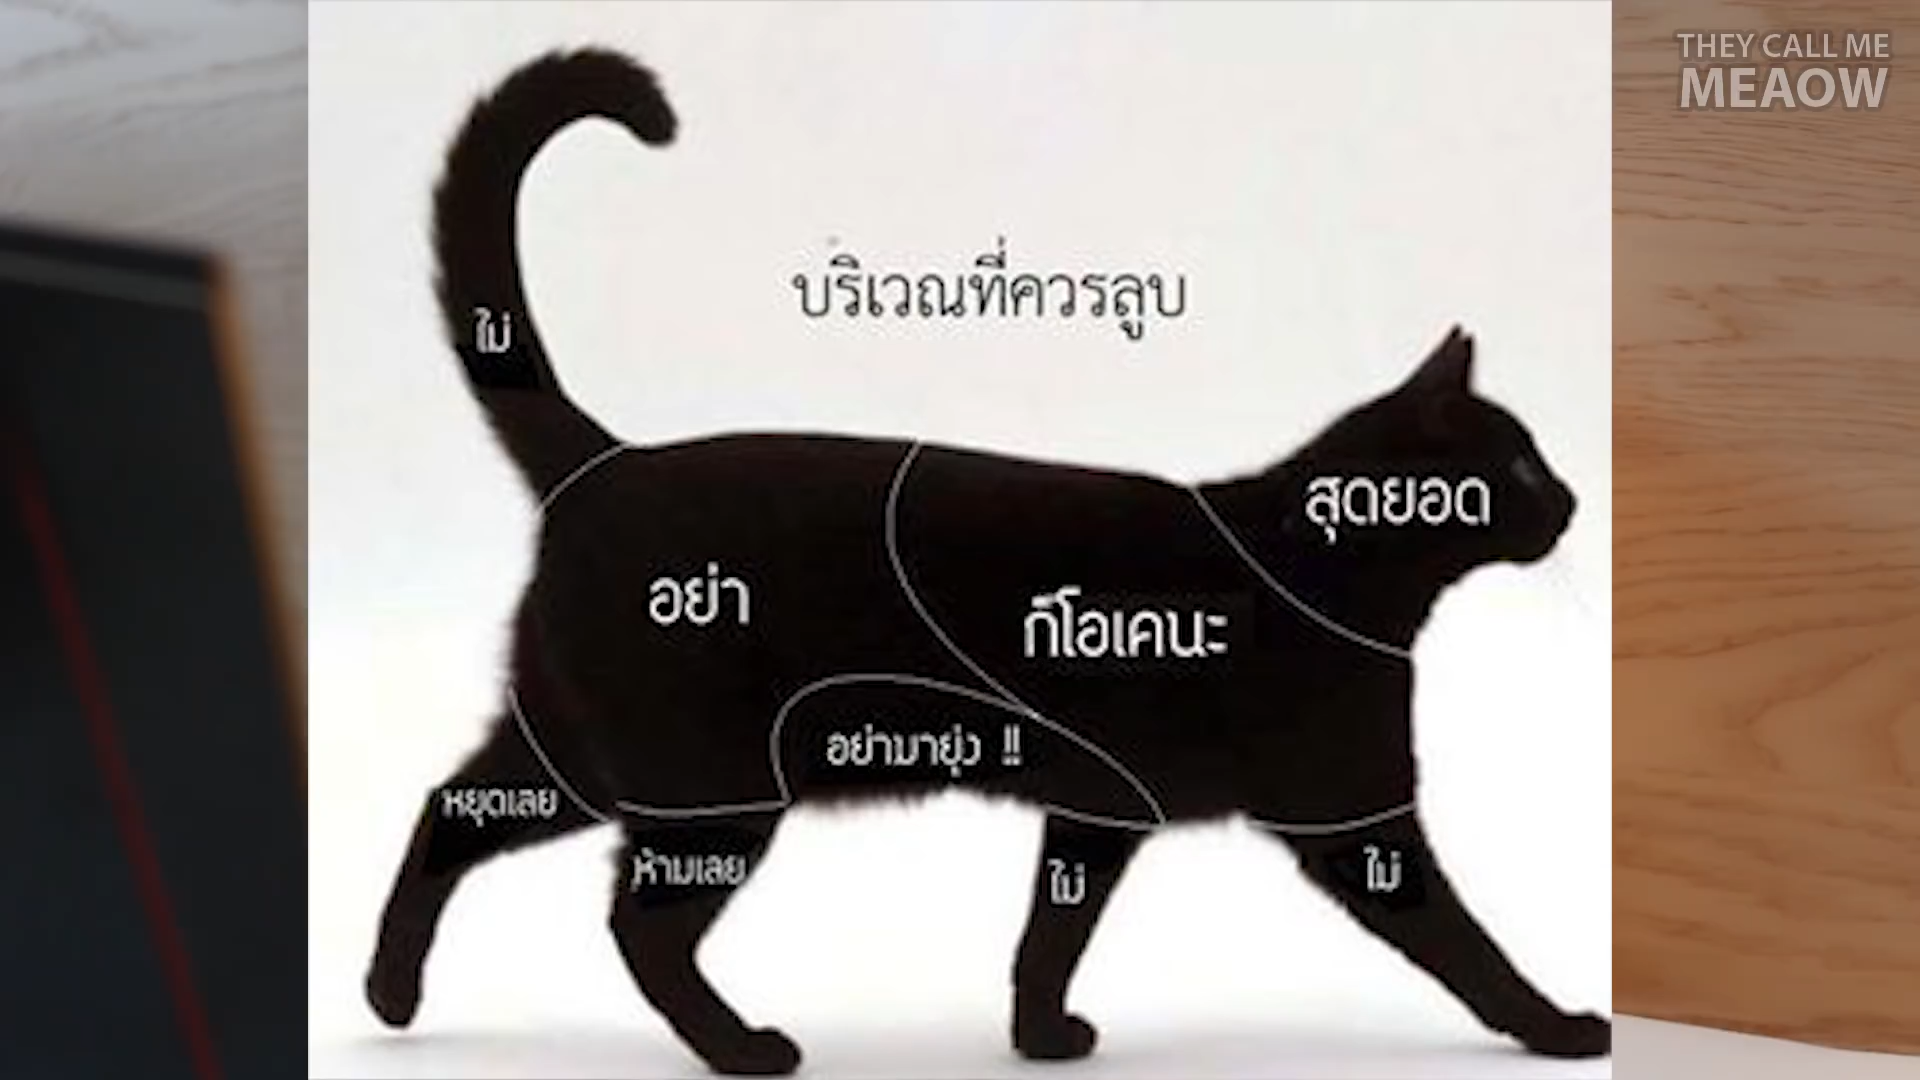 THEY CALL ME
MEAOW
บริเวณที่ควรลูบ
ไม่
สุดยอด
อย่า
ก็โอเคนะ
อย่ามายุ่ง !!
หยุดเลย
ห้ามเลย
ไม่
ไม่